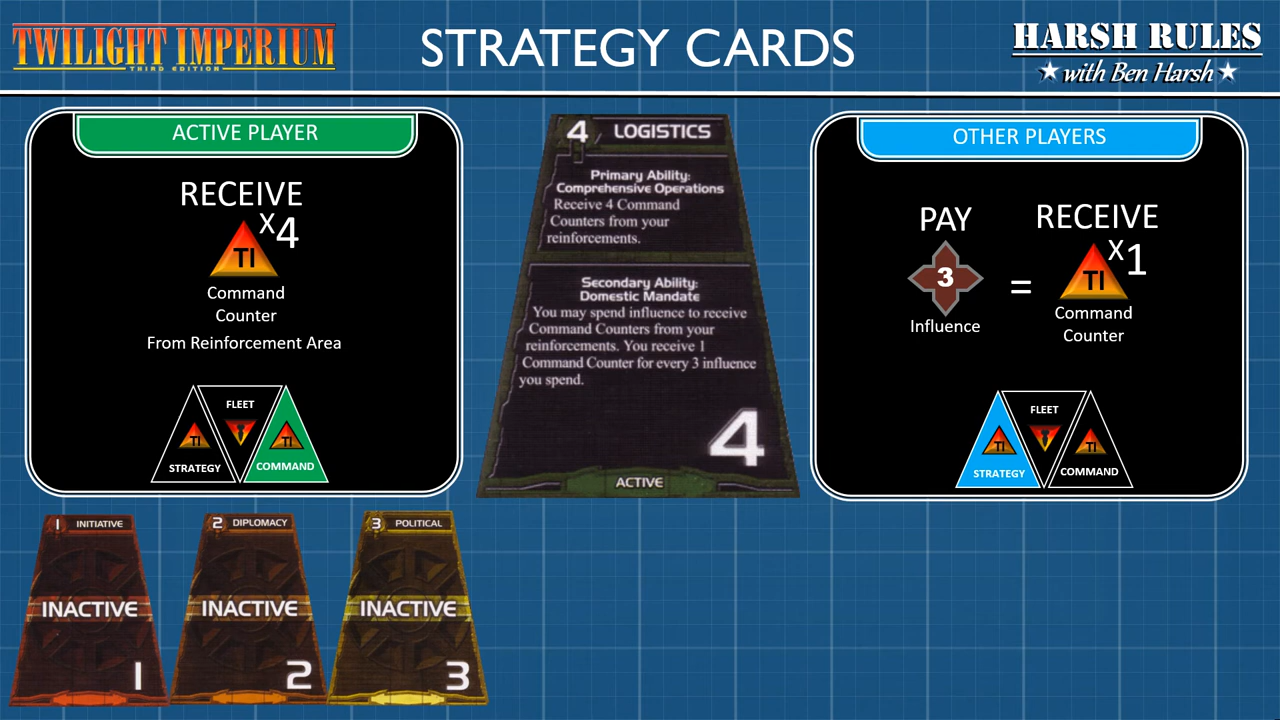 TWILIGHT IMPERIUM
THIRD EDITION
STRATEGY CARDS
HARSH RULES
with Ben Harsh
ACTIVE PLAYER
RECEIVE
X4
TI
Command
Counter
From Reinforcement Area
TI
STRATEGY
FLEET
TI
COMMAND
4 LOGISTICS
Primary Ability:
Comprehensive Operations
Receive 4 Command
Counters from your
reinforcements.
Secondary Ability:
Domestic Mandate
You may spend influence to receive
Command Counters from your
reinforcements. You receive 1
Command Counter for every 3 influence
you spend.
4
ACTIVE
OTHER PLAYERS
PAY
3
Influence
=
RECEIVE
X1
TI
Command
Counter
TI
STRATEGY
FLEET
TI
COMMAND
1 INITIATIVE
INACTIVE
1
2 DIPLOMACY
INACTIVE
2
3 POLITICAL
INACTIVE
3